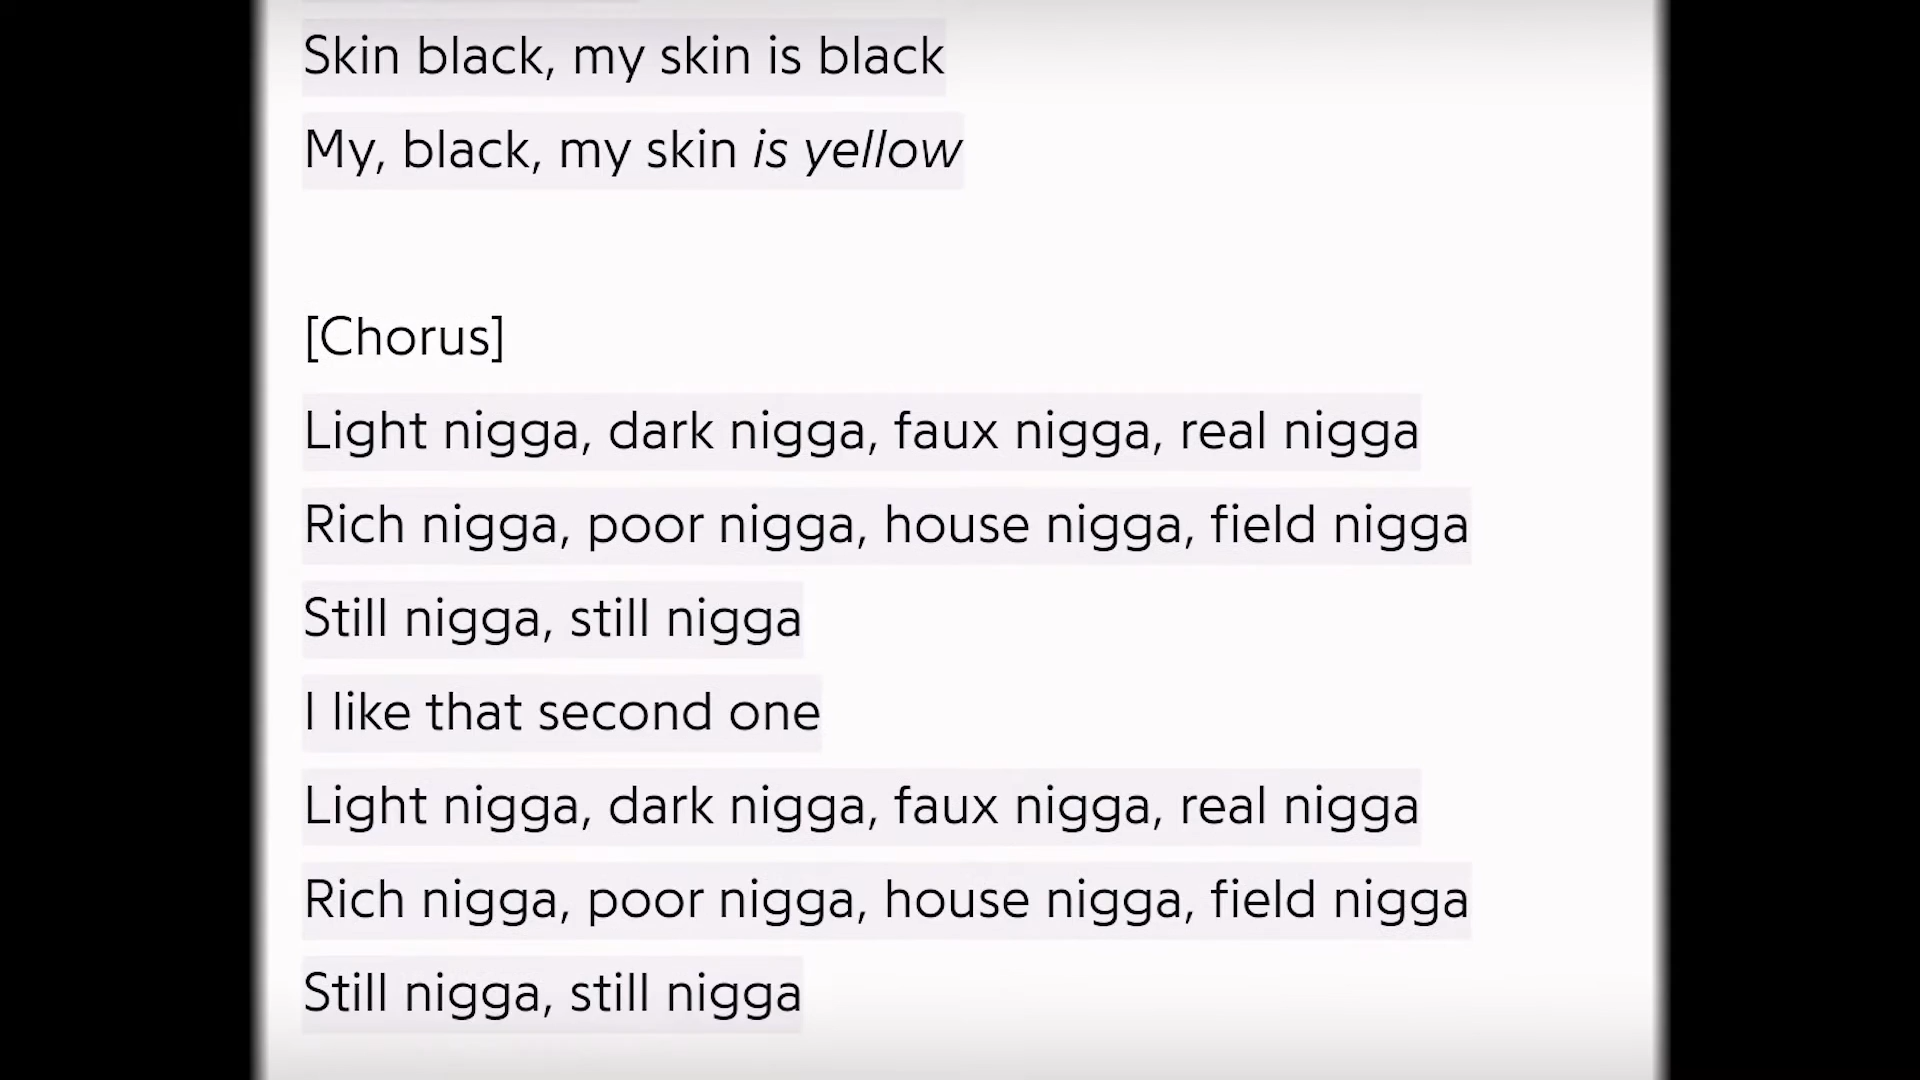 Skin black, my skin is black
My, black, my skin is yellow
[Chorus]
Light nigga, dark nigga, faux nigga, real nigga
Rich nigga, poor nigga, house nigga, field nigga
Still nigga, still nigga
I like that second one
Light nigga, dark nigga, faux nigga, real nigga
Rich nigga, poor nigga, house nigga, field nigga
Still nigga, still nigga